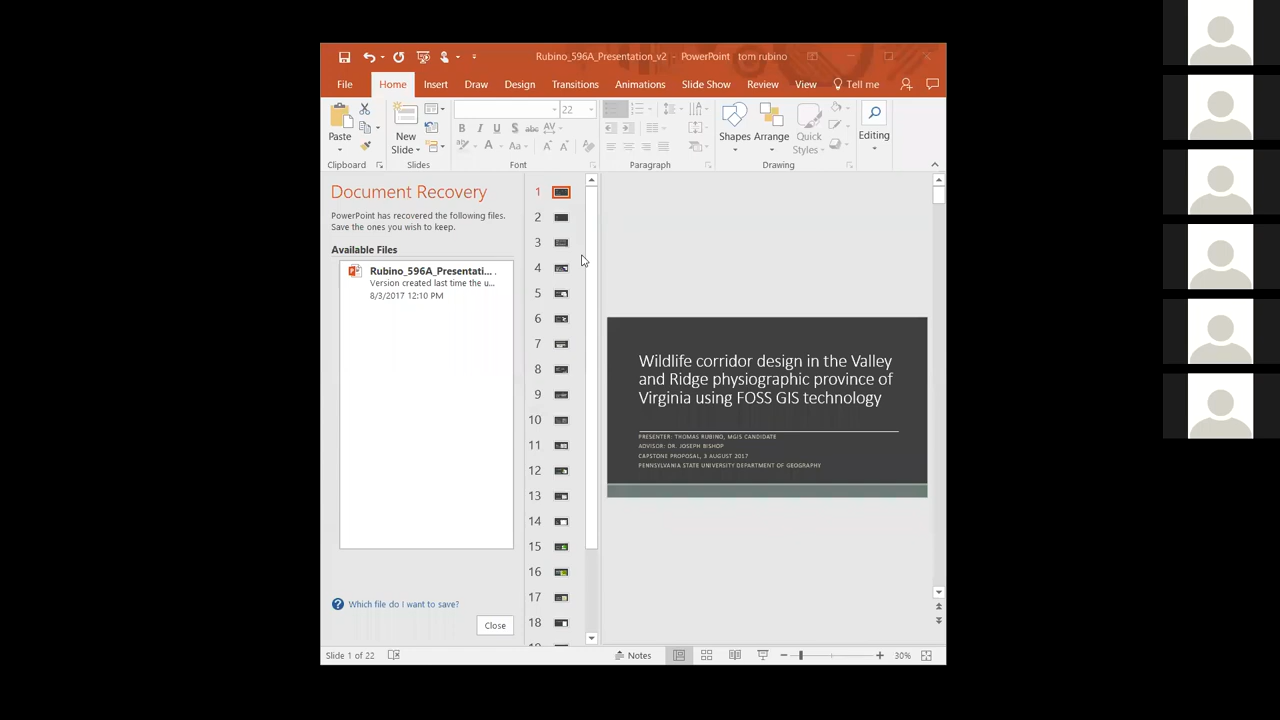 Rubino_596A_Presentation_v2 - PowerPoint tom rubino
File Home Insert Draw Design Transitions Animations Slide Show Review View Tell me
22
Paste
New
Slide
Shapes Arrange Quick
Styles
Editing
B I U S abc AV
A Aa A A
Clipboard Slides Font Paragraph Drawing
Document Recovery
PowerPoint has recovered the following files.
Save the ones you wish to keep.
Available Files
Rubino_596A_Presentati... .
Version created last time the u...
8/3/2017 12:10 PM
Which file do I want to save?
Close
1
2
3
4
5
6
7
8
9
10
11
12
13
14
15
16
17
18
Wildlife corridor design in the Valley
and Ridge physiographic province of
Virginia using FOSS GIS technology
PRESENTER: THOMAS RUBINO, MGIS CANDIDATE
ADVISOR: DR. JOSEPH BISHOP
CAPSTONE PROPOSAL, 3 AUGUST 2017
PENNSYLVANIA STATE UNIVERSITY DEPARTMENT OF GEOGRAPHY
Slide 1 of 22
Notes
30%